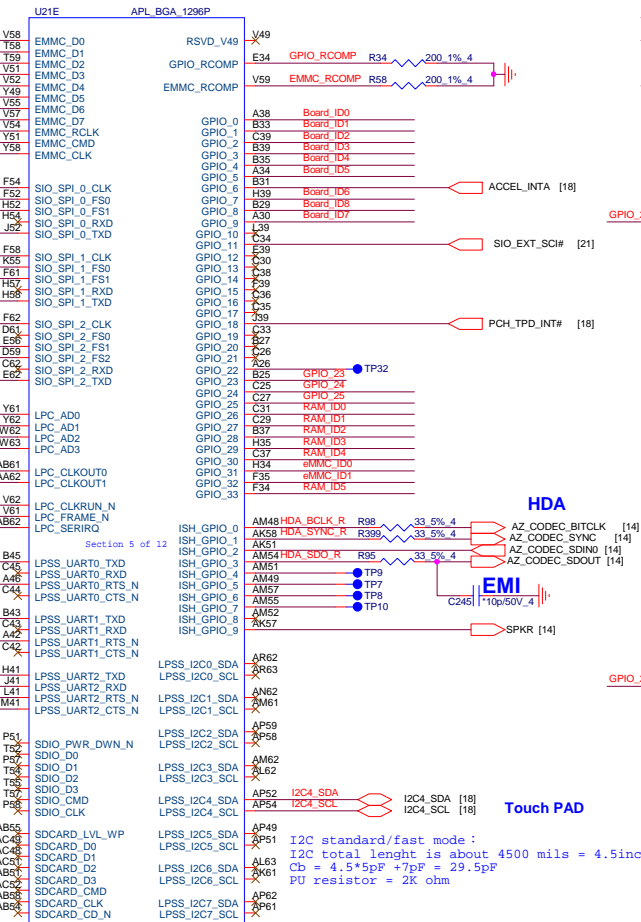 U21E APL_BGA_1296P
V58 EMMC_D0 RSVD_V49 V49
T58 EMMC_D1
T59 EMMC_D2 GPIO_RCOMP E34 GPIO_RCOMP R34 200_1%_4
V51 EMMC_D3
V52 EMMC_D4 EMMC_RCOMP V59 EMMC_RCOMP R58 200_1%_4
Y49 EMMC_D5
V55 EMMC_D6
V57 EMMC_D7
V54 EMMC_RCLK
Y51 EMMC_CMD
Y58 EMMC_CLK
GPIO_0 A38 Board_ID0
GPIO_1 B33 Board_ID1
GPIO_2 C39 Board_ID2
GPIO_3 B39 Board_ID3
GPIO_4 B35 Board_ID4
GPIO_5 A34 Board_ID5
GPIO_6 B31 ACCEL_INTA [18]
GPIO_7 H39 Board_ID6
GPIO_8 B29 Board_ID8
GPIO_9 A30 Board_ID7
GPIO_10 L39
GPIO_11 C34 SIO_EXT_SCI# [21]
GPIO_12 E39
GPIO_13 C30
GPIO_14 C38
GPIO_15 F39
GPIO_16 C36
GPIO_17 C35
GPIO_18 J39 PCH_TPD_INT# [18]
GPIO_19 C33
GPIO_20 B27
GPIO_21 C26
GPIO_22 A26 TP32
GPIO_23 B25 GPIO_23
GPIO_24 C25 GPIO_24
GPIO_25 C27 GPIO_25
GPIO_26 C31 RAM_ID0
GPIO_27 C29 RAM_ID1
GPIO_28 B37 RAM_ID2
GPIO_29 H35 RAM_ID3
GPIO_30 C37 RAM_ID4
GPIO_31 H34 eMMC_ID0
GPIO_32 F35 eMMC_ID1
GPIO_33 F34 RAM_ID5
F54 SIO_SPI_0_CLK
F52 SIO_SPI_0_FS0
H52 SIO_SPI_0_FS1
H54 SIO_SPI_0_RXD
J52 SIO_SPI_0_TXD
F58 SIO_SPI_1_CLK
K55 SIO_SPI_1_FS0
F61 SIO_SPI_1_FS1
H57 SIO_SPI_1_RXD
H58 SIO_SPI_1_TXD
F62 SIO_SPI_2_CLK
D61 SIO_SPI_2_FS0
E56 SIO_SPI_2_FS1
D59 SIO_SPI_2_FS2
C62 SIO_SPI_2_RXD
E62 SIO_SPI_2_TXD
Y61 LPC_AD0
Y62 LPC_AD1
W62 LPC_AD2
W63 LPC_AD3
AB61 LPC_CLKOUT0
AA62 LPC_CLKOUT1
V62 LPC_CLKRUN_N
V61 LPC_FRAME_N
AB62 LPC_SERIRQ
Section 5 of 12
HDA
ISH_GPIO_0 AM48 HDA_BCLK_R R98 33_5%_4 AZ_CODEC_BITCLK [14]
ISH_GPIO_1 AK58 HDA_SYNC_R R399 33_5%_4 AZ_CODEC_SYNC [14]
ISH_GPIO_2 AK51 AZ_CODEC_SDIN0 [14]
ISH_GPIO_3 AM54 HDA_SDO_R R95 33_5%_4 AZ_CODEC_SDOUT [14]
ISH_GPIO_4 AM51 TP9
ISH_GPIO_5 AM49 TP7
ISH_GPIO_6 AM57 TP8
ISH_GPIO_7 AM55 TP10
ISH_GPIO_8 AM52
ISH_GPIO_9 AK57 SPKR [14]
EMI
C245 *10p/50V_4
B45 LPSS_UART0_TXD
C45 LPSS_UART0_RXD
A46 LPSS_UART0_RTS_N
C44 LPSS_UART0_CTS_N
B43 LPSS_UART1_TXD
C43 LPSS_UART1_RXD
A42 LPSS_UART1_RTS_N
C42 LPSS_UART1_CTS_N
H41 LPSS_UART2_TXD
J41 LPSS_UART2_RXD
L41 LPSS_UART2_RTS_N
M41 LPSS_UART2_CTS_N
LPSS_I2C0_SDA AR62
LPSS_I2C0_SCL AR63
LPSS_I2C1_SDA AN62
LPSS_I2C1_SCL AM61
LPSS_I2C2_SDA AP59
LPSS_I2C2_SCL AP58
LPSS_I2C3_SDA AM62
LPSS_I2C3_SCL AL62
LPSS_I2C4_SDA AP52 I2C4_SDA I2C4_SDA [18]
LPSS_I2C4_SCL AP54 I2C4_SCL I2C4_SCL [18]
Touch PAD
LPSS_I2C5_SDA AP49
LPSS_I2C5_SCL AP51
LPSS_I2C6_SDA AL63
LPSS_I2C6_SCL AK61
LPSS_I2C7_SDA AP62
LPSS_I2C7_SCL AP61
P51 SDIO_PWR_DWN_N
T52 SDIO_D0
P57 SDIO_D1
T54 SDIO_D2
T55 SDIO_D3
T57 SDIO_CMD
P58 SDIO_CLK
AB55 SDCARD_LVL_WP
AC49 SDCARD_D0
AC48 SDCARD_D1
AC51 SDCARD_D2
AB51 SDCARD_D3
AC52 SDCARD_CMD
AB58 SDCARD_CLK
AB54 SDCARD_CD_N
I2C standard/fast mode :
I2C total lenght is about 4500 mils = 4.5inc
Cb = 4.5*5pF +7pF = 29.5pF
PU resistor = 2K ohm